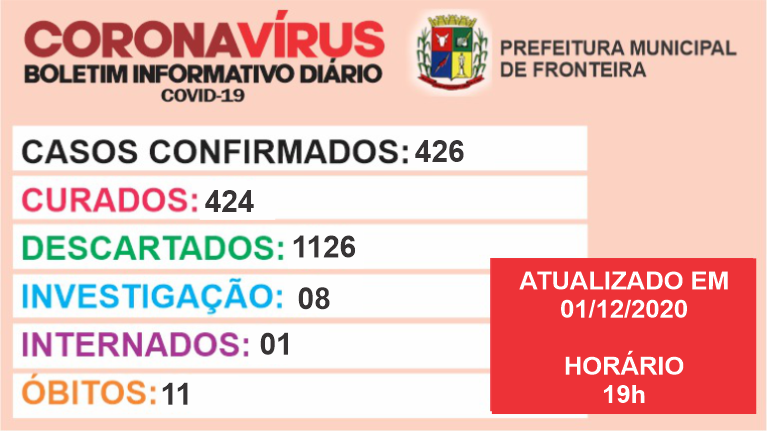 CORONAVÍRUS
BOLETIM INFORMATIVO DIÁRIO
COVID-19
PREFEITURA MUNICIPAL
DE FRONTEIRA
CASOS CONFIRMADOS: 426
CURADOS: 424
DESCARTADOS: 1126
INVESTIGAÇÃO: 08
INTERNADOS: 01
ÓBITOS: 11
ATUALIZADO EM
01/12/2020
HORÁRIO
19h